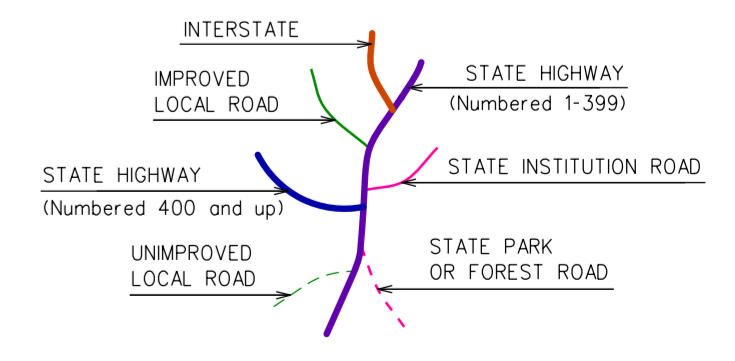 INTERSTATE
IMPROVED
LOCAL ROAD
STATE HIGHWAY
(Numbered 1-399)
STATE HIGHWAY
(Numbered 400 and up)
STATE INSTITUTION ROAD
UNIMPROVED
LOCAL ROAD
STATE PARK
OR FOREST ROAD